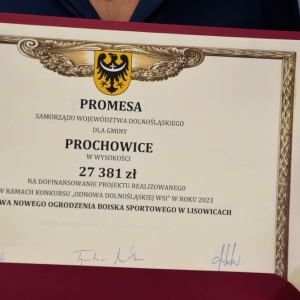 PROMESA
SAMORZĄDU WOJEWÓDZTWA DOLNOŚLĄSKIEGO
DLA GMINY
PROCHOWICE
W WYSOKOŚCI
27 381 zł
NA DOFINANSOWANIE PROJEKTU REALIZOWANEGO
W RAMACH KONKURSU „ODNOWA DOLNOŚLĄSKIEJ WSI” W ROKU 2023
WA NOWEGO OGRODZENIA BOISKA SPORTOWEGO W LISOWICACH